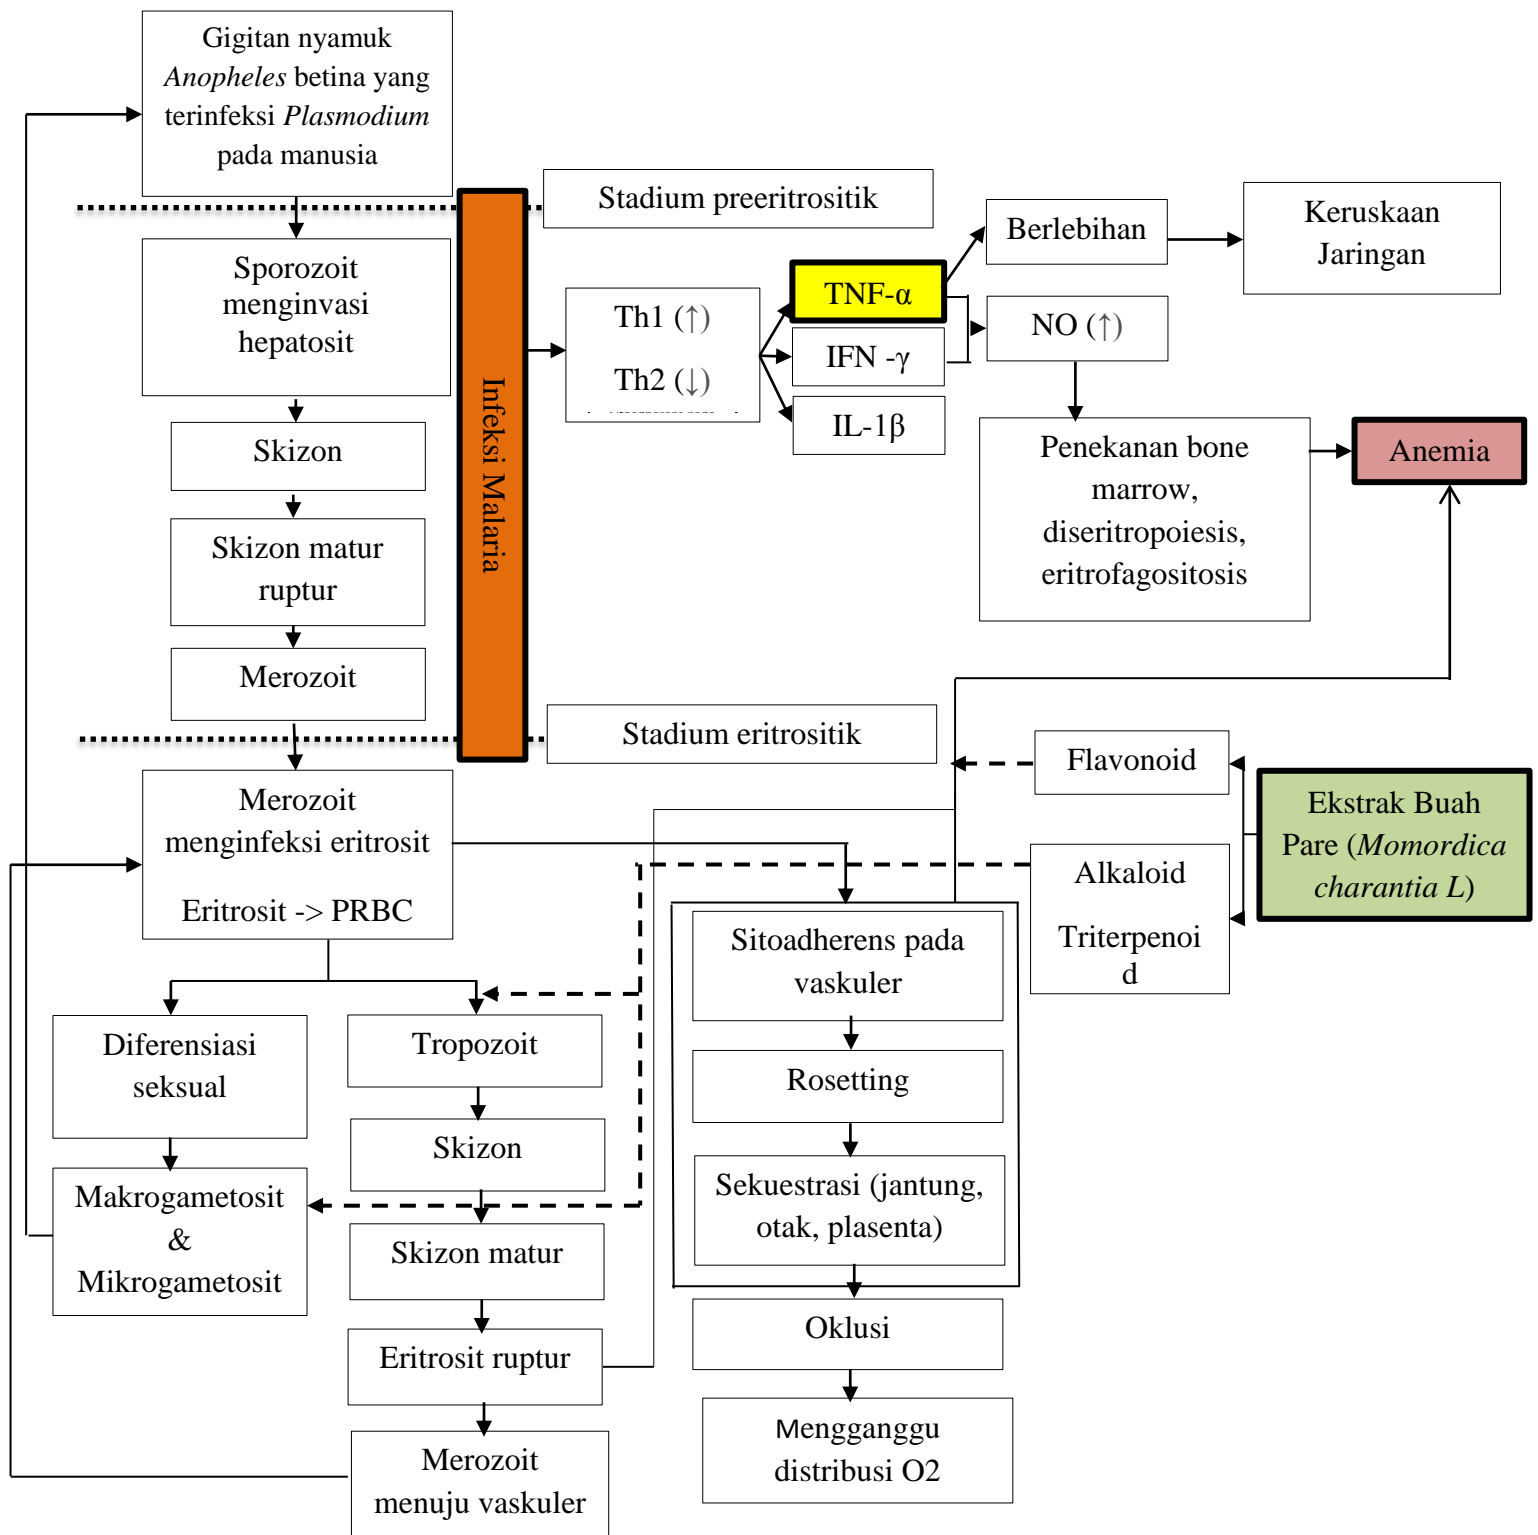 Gigitan nyamuk
Anopheles betina yang
terinfeksi Plasmodium
pada manusia
Stadium preeritrositik
Sporozoit
menginvasi
hepatosit
Skizon
Skizon matur
ruptur
Merozoit
Infeksi Malaria
Th1 (↑)
Th2 (↓)
TNF-α
IFN -γ
IL-1β
Berlebihan
Keruskaan
Jaringan
NO (↑)
Penekanan bone
marrow,
diseritropoiesis,
eritrofagositosis
Anemia
Stadium eritrositik
Merozoit
menginfeksi eritrosit
Eritrosit -> PRBC
Flavonoid
Alkaloid
Triterpenoi
d
Ekstrak Buah
Pare (Momordica
charantia L)
Diferensiasi
seksual
Makrogametosit
&
Mikrogametosit
Tropozoit
Skizon
Skizon matur
Eritrosit ruptur
Merozoit
menuju vaskuler
Sitoadherens pada
vaskuler
Rosetting
Sekuestrasi (jantung,
otak, plasenta)
Oklusi
Mengganggu
distribusi O2